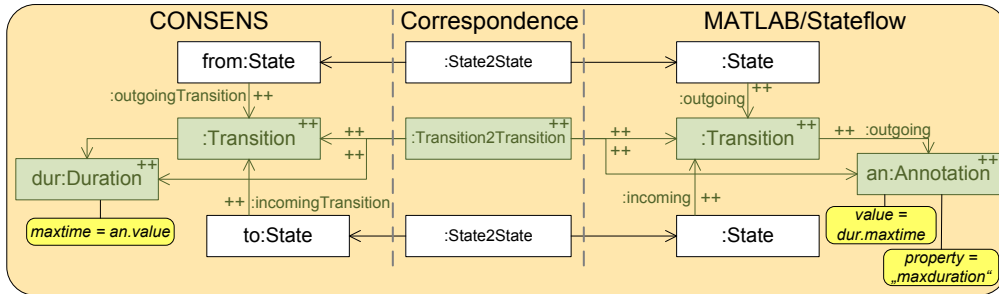 CONSENS
Correspondence
MATLAB/Stateflow
from:State
:State2State
:State
:outgoingTransition
++
:outgoing
++
:Transition
++
++
++
:Transition2Transition
++
++
++
:Transition
++
++
:outgoing
dur:Duration
++
an:Annotation
++
++
:incomingTransition
:incoming
++
maxtime = an.value
to:State
:State2State
:State
value =
dur.maxtime
property =
„maxduration“